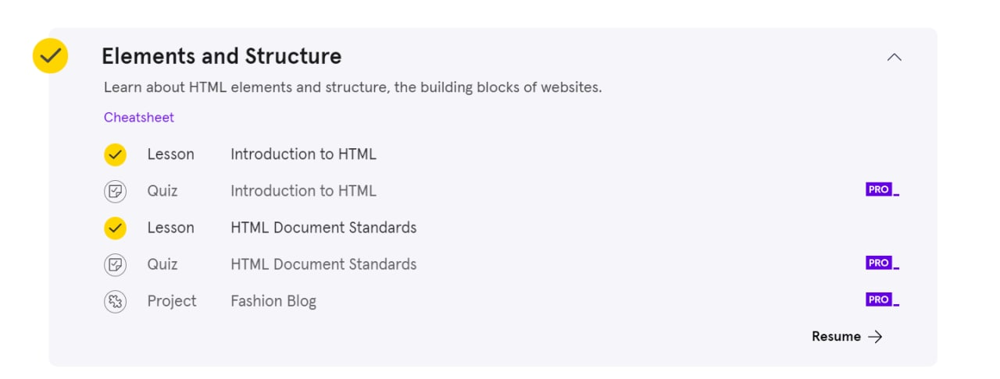 Elements and Structure
Learn about HTML elements and structure, the building blocks of websites.
Cheatsheet
Lesson Introduction to HTML
Quiz Introduction to HTML PRO
Lesson HTML Document Standards
Quiz HTML Document Standards PRO
Project Fashion Blog PRO
Resume →